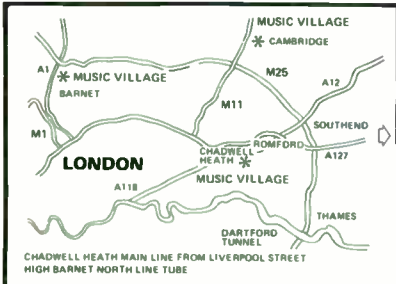 MUSIC VILLAGE
CAMBRIDGE
A1
MUSIC VILLAGE
BARNET
M25
A12
M11
M1
SOUTHEND
ROMFORD
CHADWELL
HEATH
A127
LONDON
MUSIC VILLAGE
A118
THAMES
DARTFORD
TUNNEL
CHADWELL HEATH MAIN LINE FROM LIVERPOOL STREET
HIGH BARNET NORTH LINE TUBE